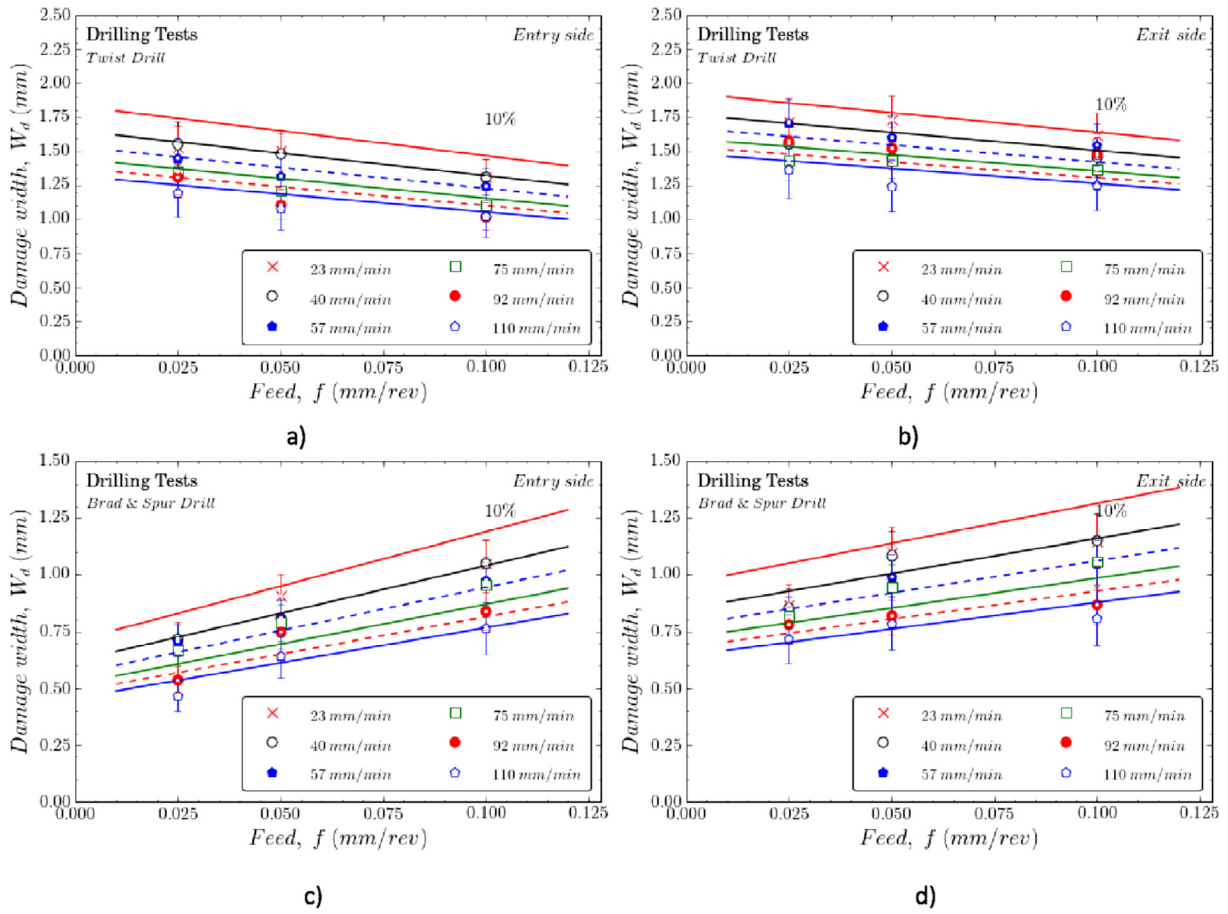 Drilling Tests
Entry side
Twist Drill
10%
Damage width, W_d (mm)
2.50
2.25
2.00
1.75
1.50
1.25
1.00
0.75
0.50
0.25
0.00
23 mm/min
75 mm/min
40 mm/min
92 mm/min
57 mm/min
110 mm/min
0.000 0.025 0.050 0.075 0.100 0.125
Feed, f (mm/rev)
a)
Drilling Tests
Exit side
Twist Drill
10%
Damage width, W_d (mm)
2.50
2.25
2.00
1.75
1.50
1.25
1.00
0.75
0.50
0.25
0.00
23 mm/min
75 mm/min
40 mm/min
92 mm/min
57 mm/min
110 mm/min
0.000 0.025 0.050 0.075 0.100 0.125
Feed, f (mm/rev)
b)
Drilling Tests
Entry side
Brad & Spur Drill
10%
Damage width, W_d (mm)
1.50
1.25
1.00
0.75
0.50
0.25
0.00
23 mm/min
75 mm/min
40 mm/min
92 mm/min
57 mm/min
110 mm/min
0.000 0.025 0.050 0.075 0.100 0.125
Feed, f (mm/rev)
c)
Drilling Tests
Exit side
Brad & Spur Drill
10%
Damage width, W_d (mm)
1.50
1.25
1.00
0.75
0.50
0.25
0.00
23 mm/min
75 mm/min
40 mm/min
92 mm/min
57 mm/min
110 mm/min
0.000 0.025 0.050 0.075 0.100 0.125
Feed, f (mm/rev)
d)